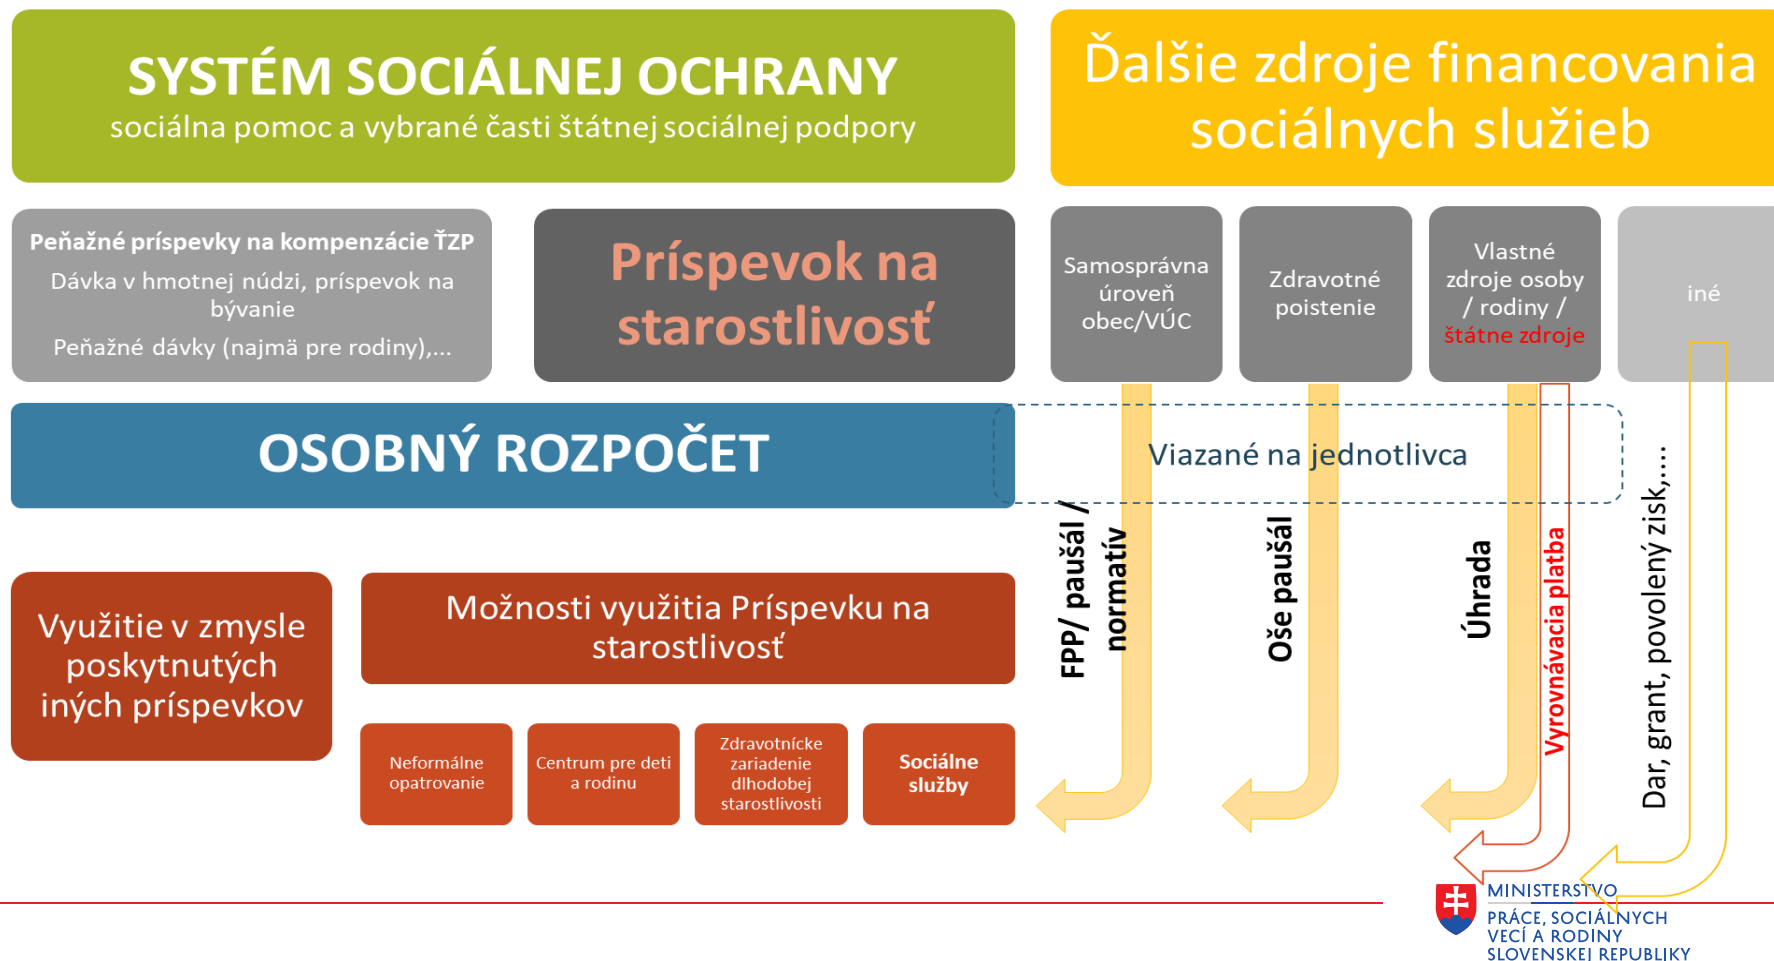 SYSTÉM SOCIÁLNEJ OCHRANY
sociálna pomoc a vybrané časti štátnej sociálnej podpory
Ďalšie zdroje financovania
sociálnych služieb
Peňažné príspevky na kompenzácie ŤZP
Dávka v hmotnej núdzi, príspevok na
bývanie
Peňažné dávky (najmä pre rodiny),...
Príspevok na
starostlivosť
Samosprávna
úroveň
obec/VÚC
Zdravotné
poistenie
Vlastné
zdroje osoby
/ rodiny /
štátne zdroje
iné
OSOBNÝ ROZPOČET
Viazané na jednotlivca
FPP/ paušál /
normatív
Oše paušál
Úhrada
Vyrovnávacia platba
Dar, grant, povolený zisk,....
Využitie v zmysle
poskytnutých
iných príspevkov
Možnosti využitia Príspevku na
starostlivosť
Neformálne
opatrovanie
Centrum pre deti
a rodinu
Zdravotnícke
zariadenie
dlhodobej
starostlivosti
Sociálne
služby
MINISTERSTVO
PRÁCE, SOCIÁLNYCH
VECÍ A RODINY
SLOVENSKEJ REPUBLIKY